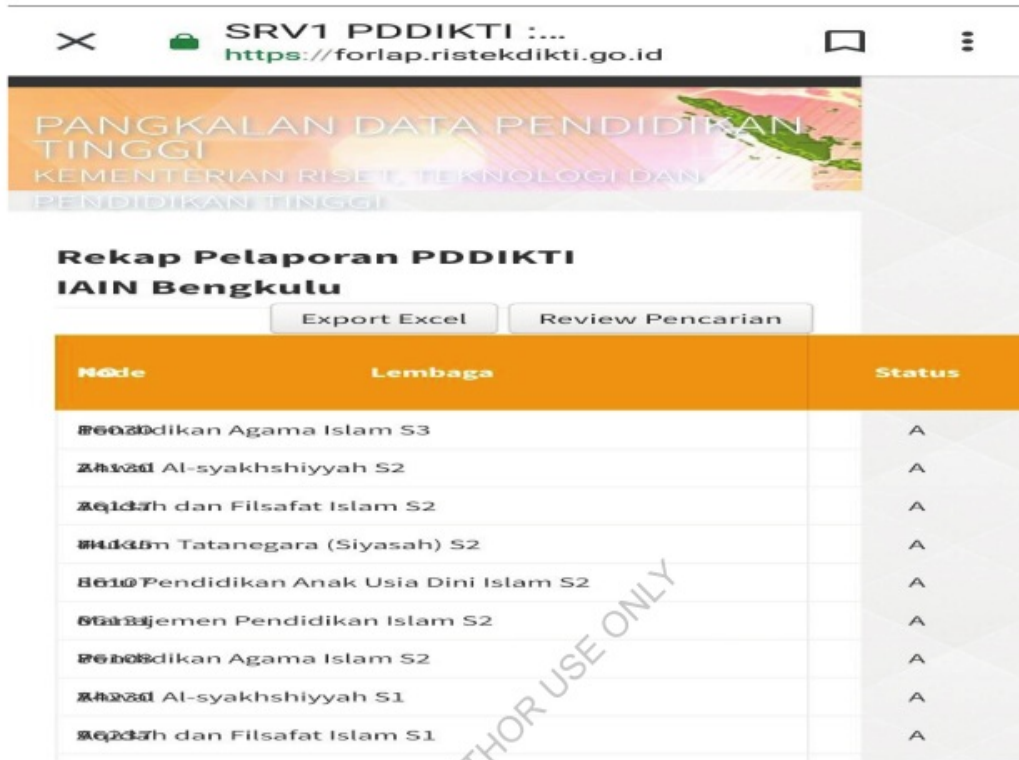 SRV1 PDDIKTI :...
https://forlap.ristekdikti.go.id
PANGKALAN DATA PENDIDIKAN
TINGGI
KEMENTERIAN RISET, TEKNOLOGI DAN
PENDIDIKAN TINGGI
Rekap Pelaporan PDDIKTI
IAIN Bengkulu
Export Excel Review Pencarian
Lembaga Status
Agama Islam S3 A
Al-syakhshiyyah S2 A
dan Filsafat Islam S2 A
Tatanegara (Siyasah) S2 A
Pendidikan Anak Usia Dini Islam S2 A
Pendidikan Islam S2 A
Agama Islam S2 A
Al-syakhshiyyah S1 A
dan Filsafat Islam S1 A
USE ONLY